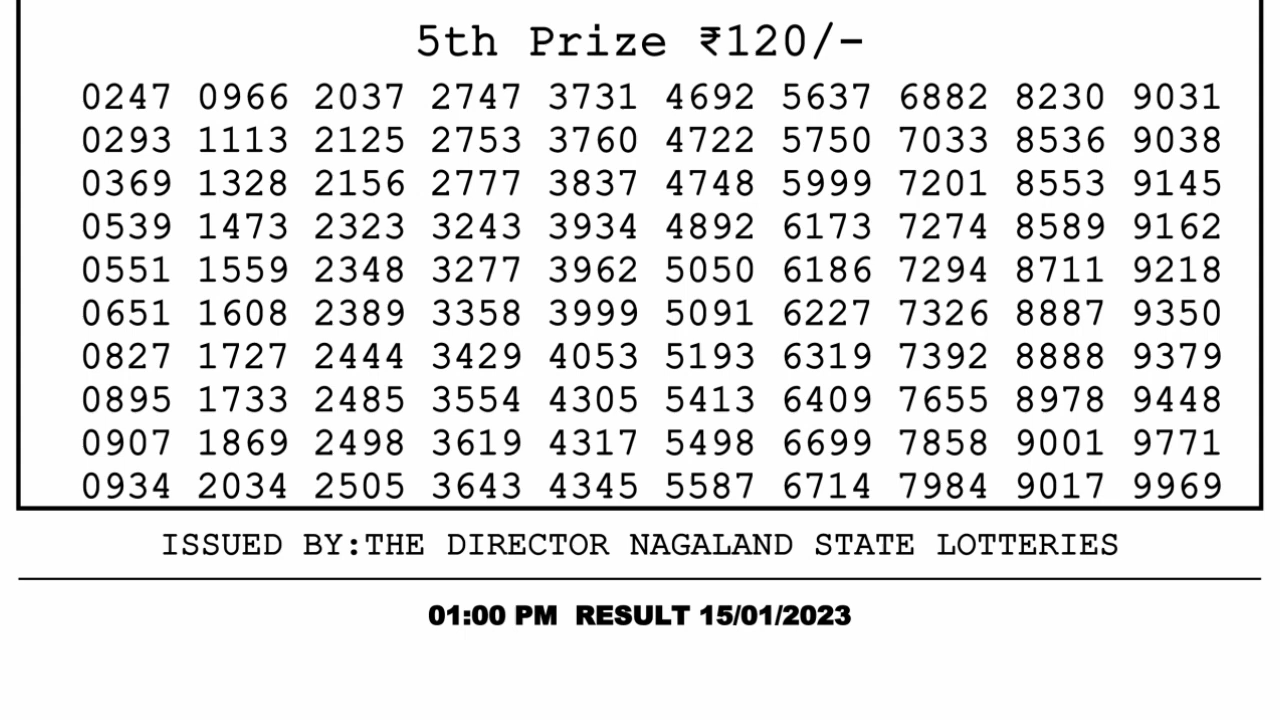 5th Prize ₹120/-
0247 0966 2037 2747 3731 4692 5637 6882 8230 9031
0293 1113 2125 2753 3760 4722 5750 7033 8536 9038
0369 1328 2156 2777 3837 4748 5999 7201 8553 9145
0539 1473 2323 3243 3934 4892 6173 7274 8589 9162
0551 1559 2348 3277 3962 5050 6186 7294 8711 9218
0651 1608 2389 3358 3999 5091 6227 7326 8887 9350
0827 1727 2444 3429 4053 5193 6319 7392 8888 9379
0895 1733 2485 3554 4305 5413 6409 7655 8978 9448
0907 1869 2498 3619 4317 5498 6699 7858 9001 9771
0934 2034 2505 3643 4345 5587 6714 7984 9017 9969
ISSUED BY:THE DIRECTOR NAGALAND STATE LOTTERIES
01:00 PM RESULT 15/01/2023